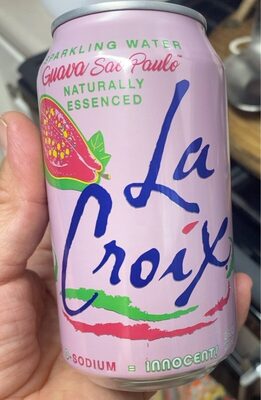 SPARKLING WATER
Guava São Paulo
NATURALLY
ESSENCED
La
Croix
-SODIUM = INNOCENT!